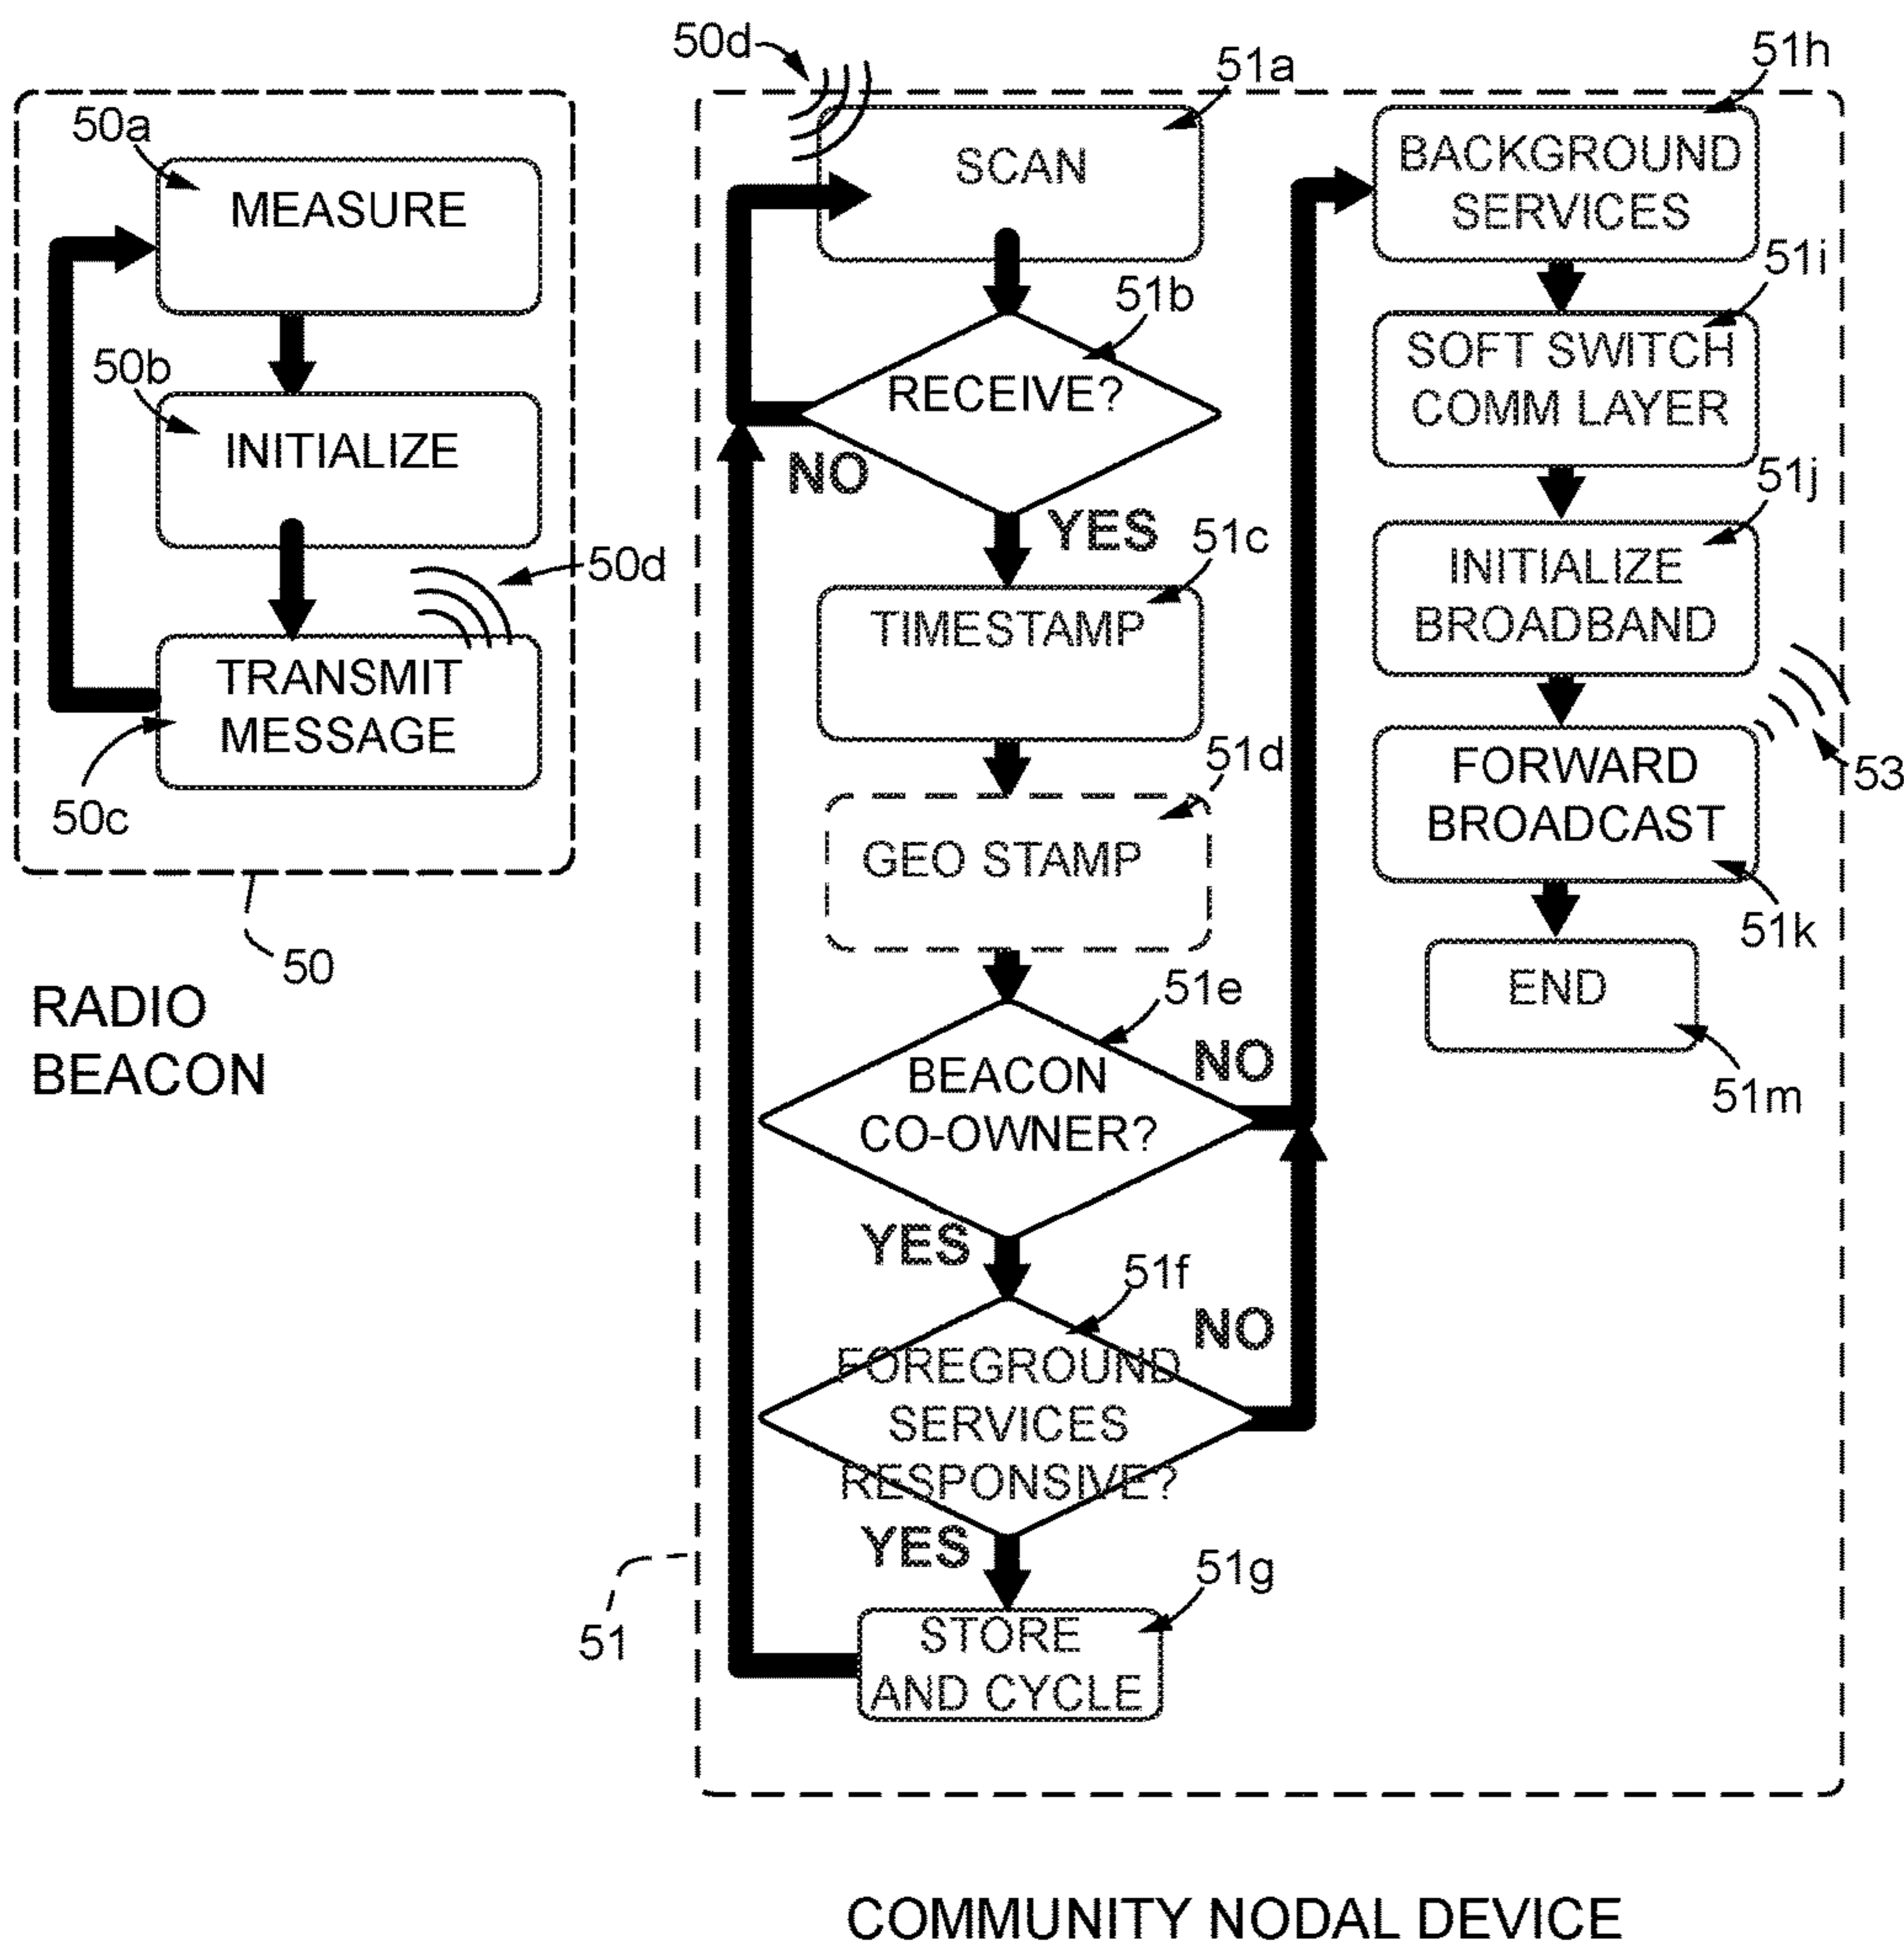 50a
MEASURE
50b
INITIALIZE
50d
TRANSMIT
MESSAGE
50c
50
RADIO
BEACON
50d
51a
SCAN
51b
RECEIVE?
NO
YES
51c
TIMESTAMP
51d
GEO STAMP
51e
BEACON
CO-OWNER?
NO
YES
51f
FOREGROUND
SERVICES
RESPONSIVE?
NO
YES
51g
STORE
AND CYCLE
51
51h
BACKGROUND
SERVICES
51i
SOFT SWITCH
COMM LAYER
51j
INITIALIZE
BROADBAND
53
FORWARD
BROADCAST
51k
END
51m
COMMUNITY NODAL DEVICE